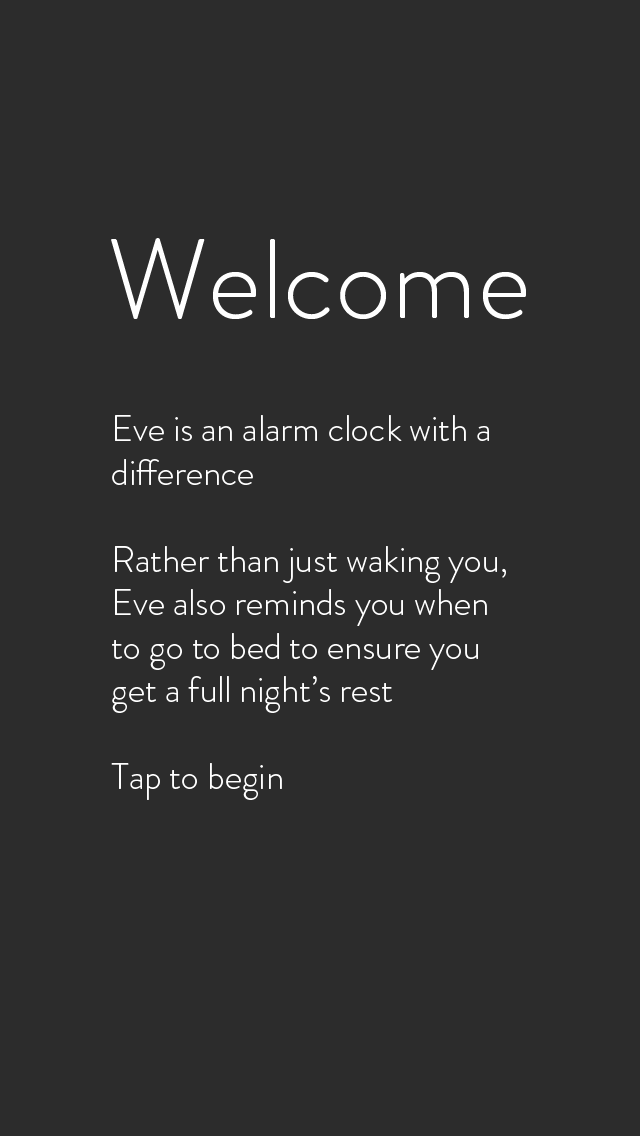 Welcome
Eve is an alarm clock with a
difference
Rather than just waking you,
Eve also reminds you when
to go to bed to ensure you
get a full night’s rest
Tap to begin